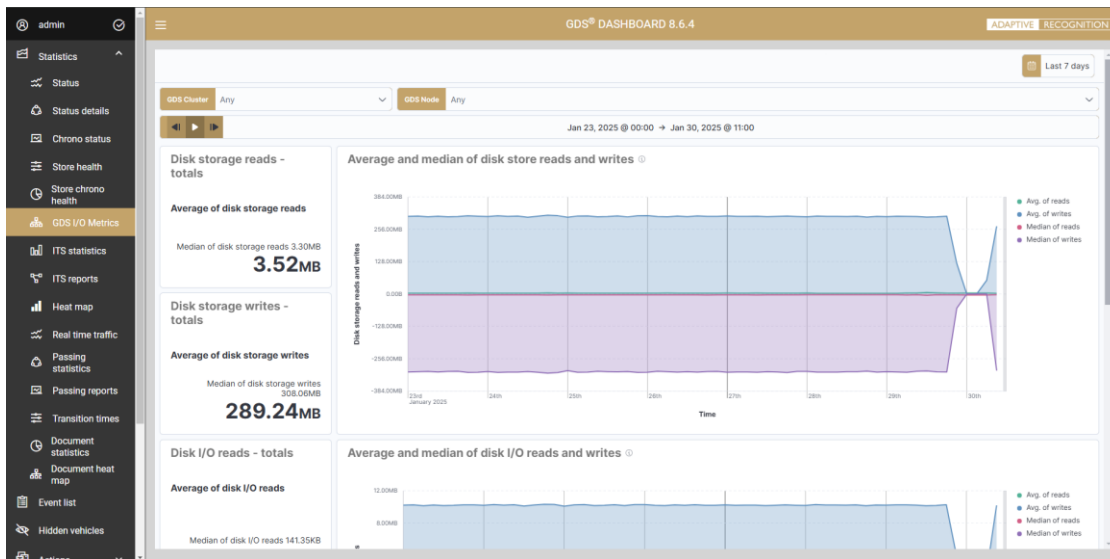 admin
GDS® DASHBOARD 8.6.4
ADAPTIVE RECOGNITION
Statistics
Status
Status details
Chrono status
Store health
Store chrono
health
GDS I/O Metrics
ITS statistics
ITS reports
Heat map
Real time traffic
Passing
statistics
Passing reports
Transition times
Document
statistics
Document heat
map
Event list
Hidden vehicles
Actions
Last 7 days
GDS Cluster Any
GDS Node Any
Jan 23, 2025 @ 00:00 → Jan 30, 2025 @ 11:00
Disk storage reads -
totals
Average of disk storage reads
Median of disk storage reads 3.30MB
3.52MB
Average and median of disk store reads and writes
Disk storage reads and writes
384.00MB
256.00MB
128.00MB
0.00B
-128.00MB
-256.00MB
-384.00MB
23rd
January 2025
24th
25th
26th
27th
28th
29th
30th
Time
Avg. of reads
Avg. of writes
Median of reads
Median of writes
Disk storage writes -
totals
Average of disk storage writes
Median of disk storage writes
308.06MB
289.24MB
Disk I/O reads - totals
Average of disk I/O reads
Median of disk I/O reads 141.35KB
Average and median of disk I/O reads and writes
12.00MB
6.00MB
Avg. of reads
Avg. of writes
Median of reads
Median of writes